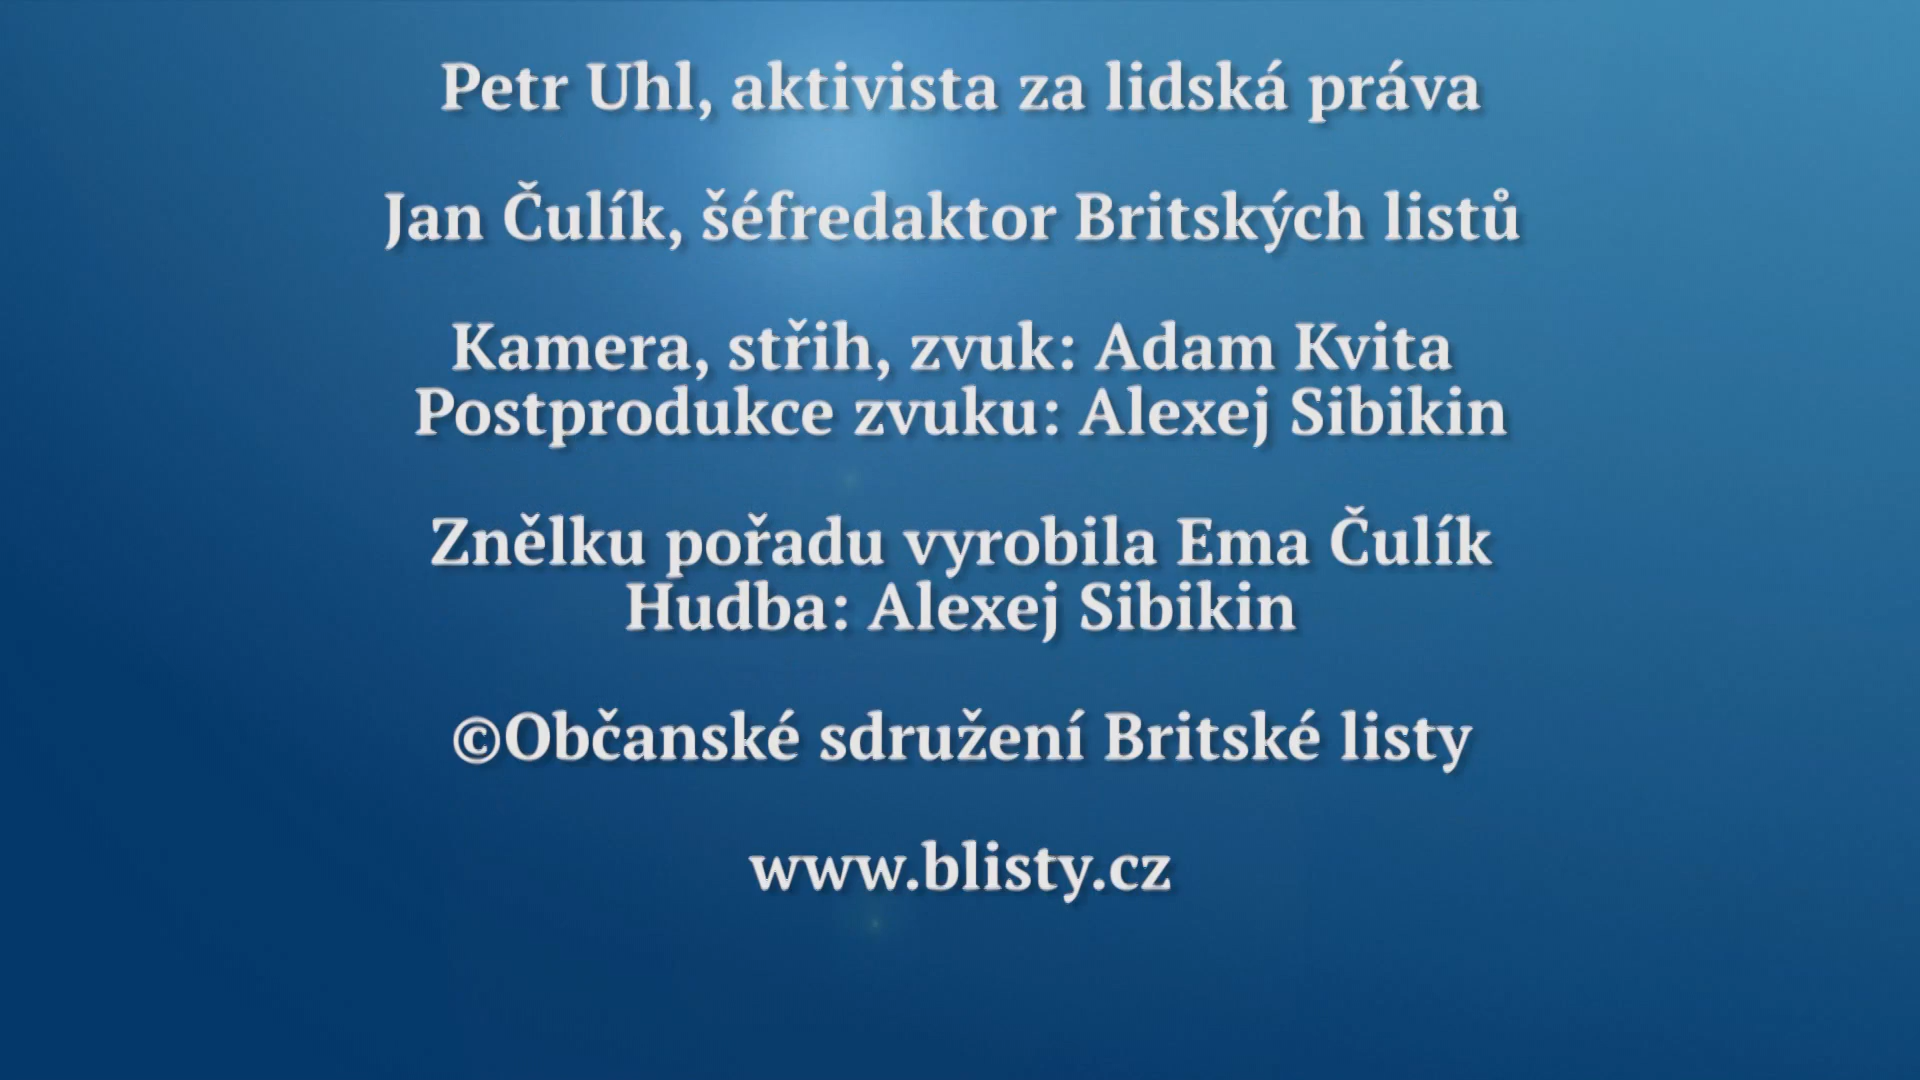 Petr Uhl, aktivista za lidská práva
Jan Čulík, šéfredaktor Britských listů
Kamera, střih, zvuk: Adam Kvita
Postprodukce zvuku: Alexej Sibikin
Znělku pořadu vyrobila Ema Čulík
Hudba: Alexej Sibikin
©Občanské sdružení Britské listy
www.blisty.cz